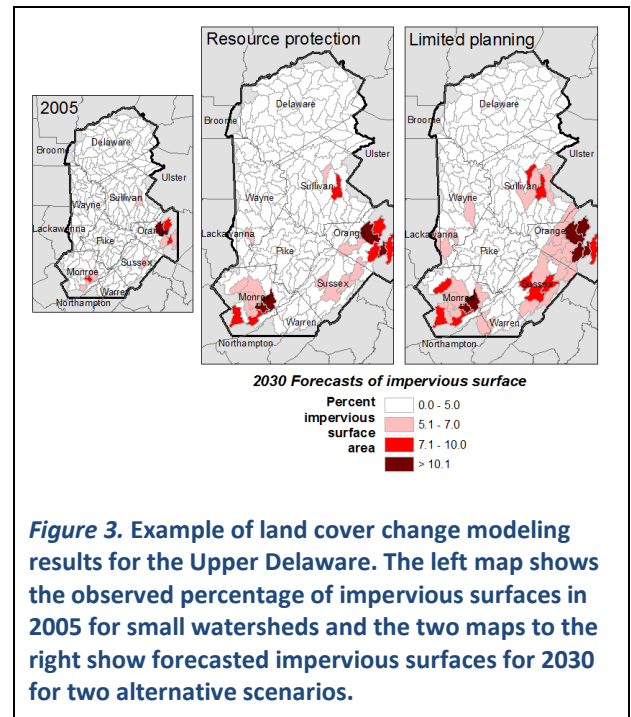 Resource protection
Limited planning
2005
Broome
Delaware
Ulster
Wayne
Sullivan
Lackawanna
Orange
Pike
Monroe
Sussex
Warren
Northampton
Broome
Delaware
Ulster
Sullivan
Wayne
Lackawanna
Orange
Pike
Sussex
Monroe
Warren
Northampton
Broome
Delaware
Ulster
Sullivan
Wayne
Lackawanna
Orange
Pike
Sussex
Monroe
Warren
Northampton
2030 Forecasts of impervious surface
Percent
impervious
surface
area
0.0 - 5.0
5.1 - 7.0
7.1 - 10.0
> 10.1
Figure 3. Example of land cover change modeling
results for the Upper Delaware. The left map shows
the observed percentage of impervious surfaces in
2005 for small watersheds and the two maps to the
right show forecasted impervious surfaces for 2030
for two alternative scenarios.